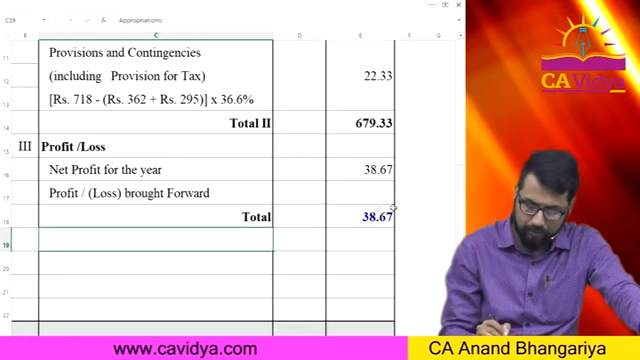 C19
Appropriations:
B
C
D
E
F
G
11 Provisions and Contingencies
12 (including Provision for Tax) 22.33
13 [Rs. 718 - (Rs. 362 + Rs. 295)] x 36.6%
14 Total II 679.33
15 III Profit /Loss
16 Net Profit for the year 38.67
17 Profit / (Loss) brought Forward
18 Total 38.67
19
20
21
22
CA Vidya
www.cavidya.com
CA Anand Bhangariya